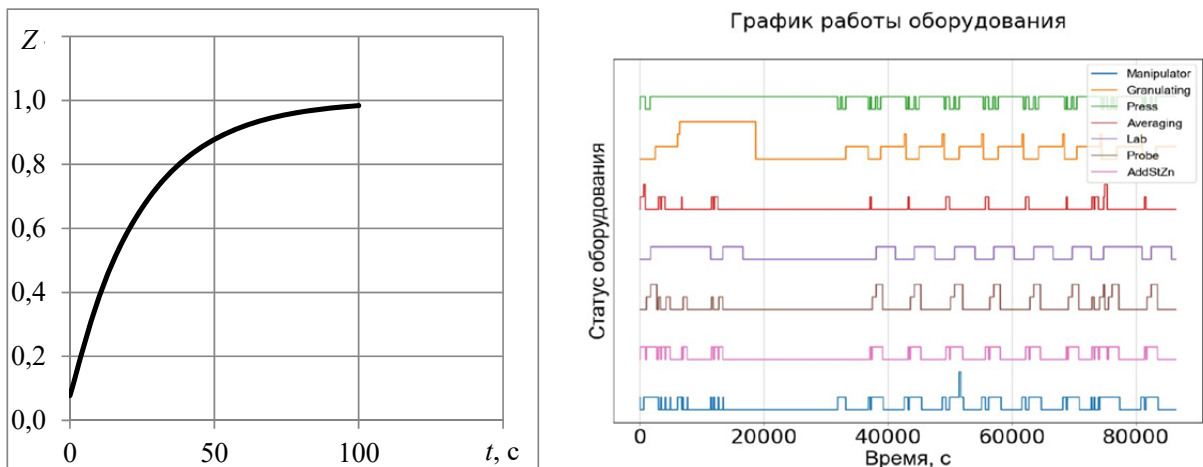 Z
1,0
0,8
0,6
0,4
0,2
0,0
0 50 100 t, с
График работы оборудования
Статус оборудования
Manipulator
Granulating
Press
Averaging
Lab
Probe
AddStZn
0 20000 40000 60000 80000
Время, с